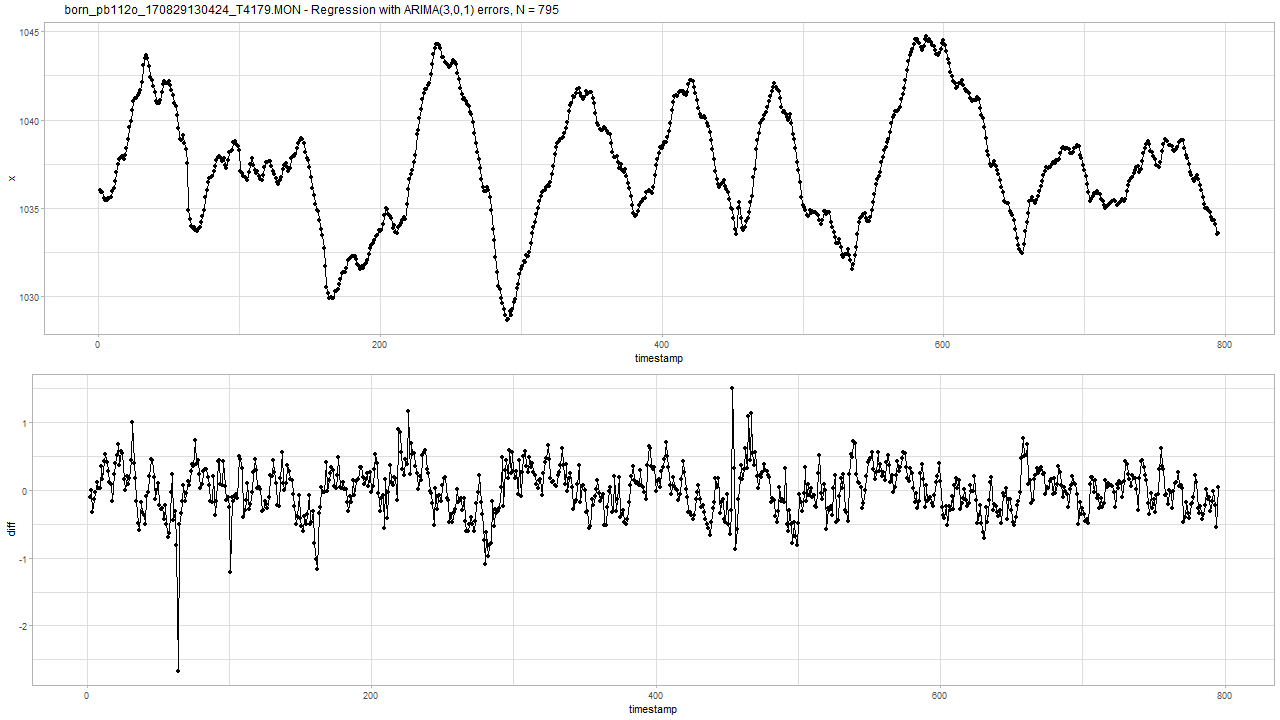 born_pb112o_170829130424_T4179.MON - Regression with ARIMA(3,0,1) errors, N = 795
1045
1040
x
1035
1030
0 200 400 600 800
timestamp
1
0
diff
-1
-2
0 200 400 600 800
timestamp